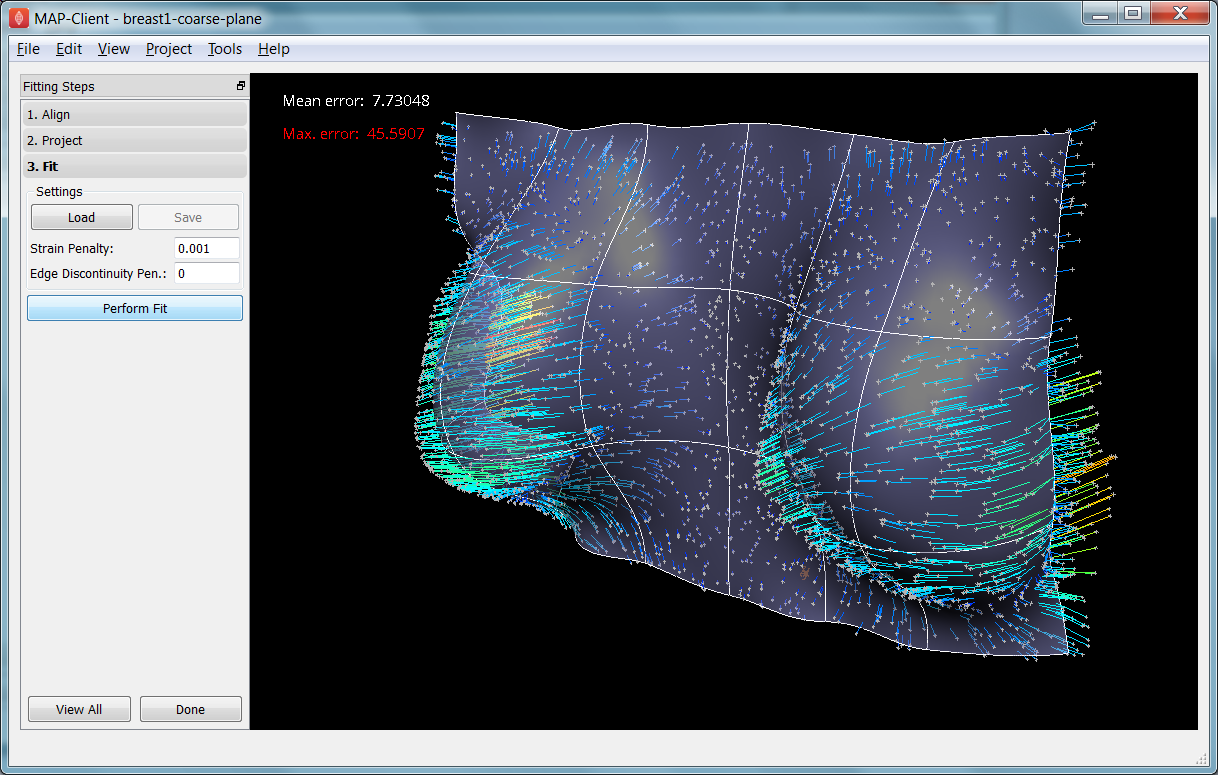 MAP-Client - breast1-coarse-plane
File Edit View Project Tools Help
Fitting Steps
1. Align
2. Project
3. Fit
Settings
Load Save
Strain Penalty: 0.001
Edge Discontinuity Pen.: 0
Perform Fit
View All Done
Mean error: 7.73048
Max. error: 45.5907